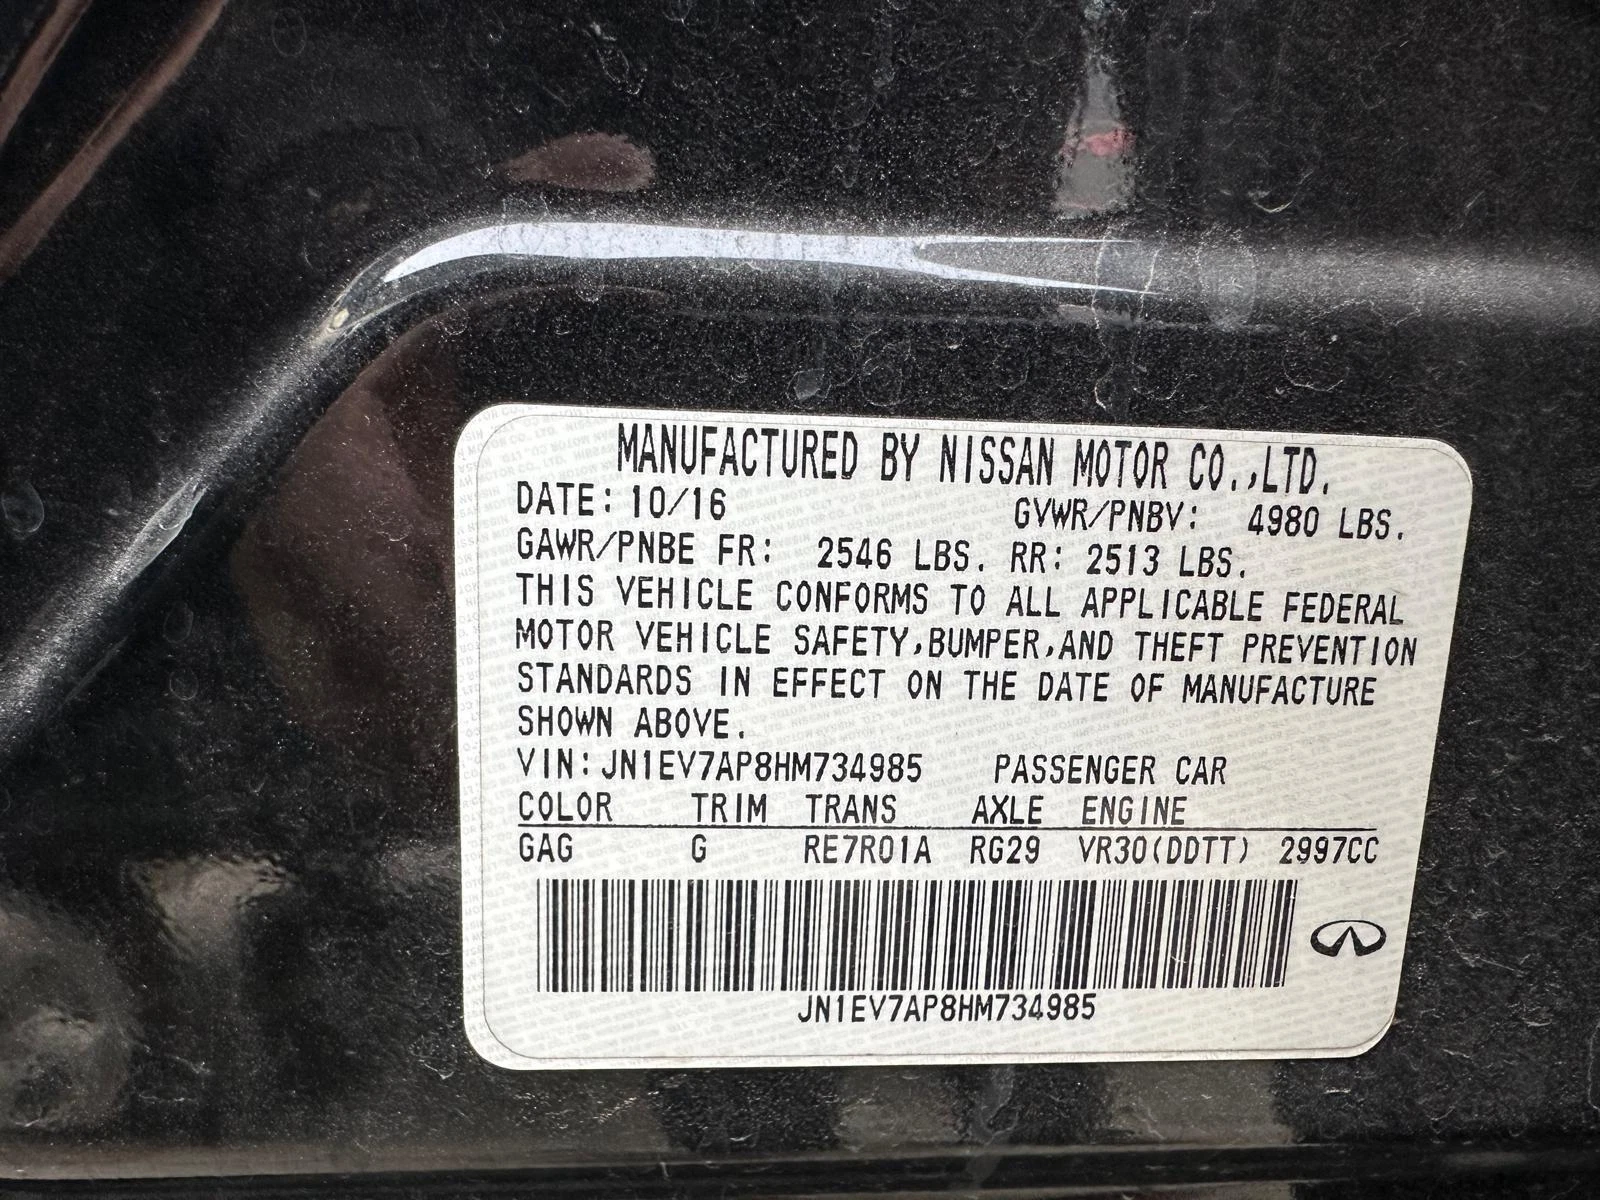 MANUFACTURED BY NISSAN MOTOR CO.,LTD.
DATE: 10/16 GVWR/PNBV: 4980 LBS.
GAWR/PNBE FR: 2546 LBS. RR: 2513 LBS.
THIS VEHICLE CONFORMS TO ALL APPLICABLE FEDERAL
MOTOR VEHICLE SAFETY,BUMPER,AND THEFT PREVENTION
STANDARDS IN EFFECT ON THE DATE OF MANUFACTURE
SHOWN ABOVE.
VIN: JN1EV7AP8HM734985 PASSENGER CAR
COLOR TRIM TRANS AXLE ENGINE
GAG G RE7R01A RG29 VR30(DDTT) 2997CC
JN1EV7AP8HM734985